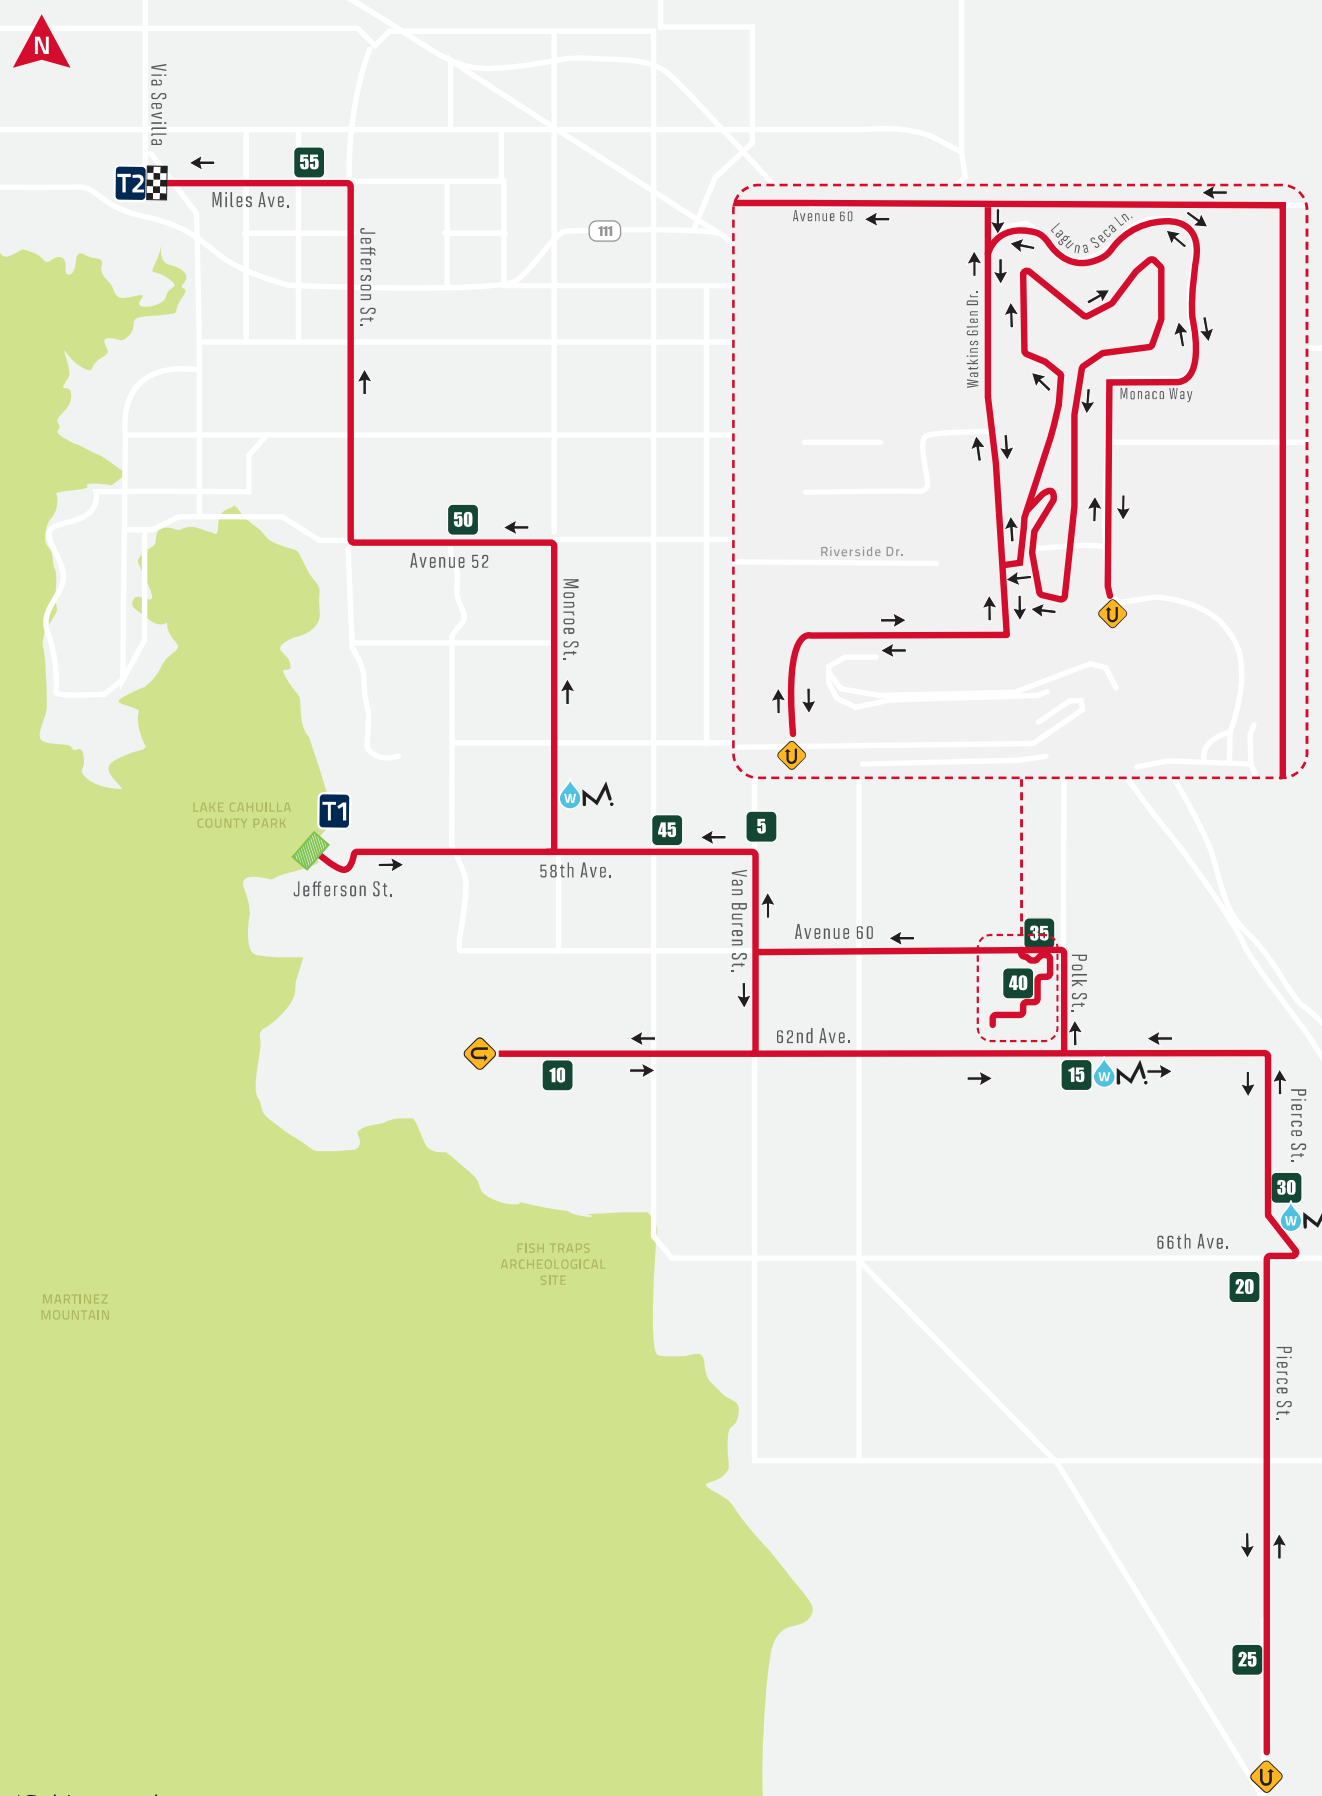 N
Via Sevilla
55
T2
Miles Ave.
Jefferson St.
111
Avenue 60
Laguna Seca Ln.
Watkins Glen Dr.
Monaco Way
Riverside Dr.
50
Avenue 52
Monroe St.
W
LAKE CAHUILLA
COUNTY PARK
T1
45
5
58th Ave.
Jefferson St.
Van Buren St.
Avenue 60
35
40
Polk St.
62nd Ave.
10
15
W
Pierce St.
30
W
66th Ave.
20
FISH TRAPS
ARCHEOLOGICAL
SITE
MARTINEZ
MOUNTAIN
Pierce St.
25